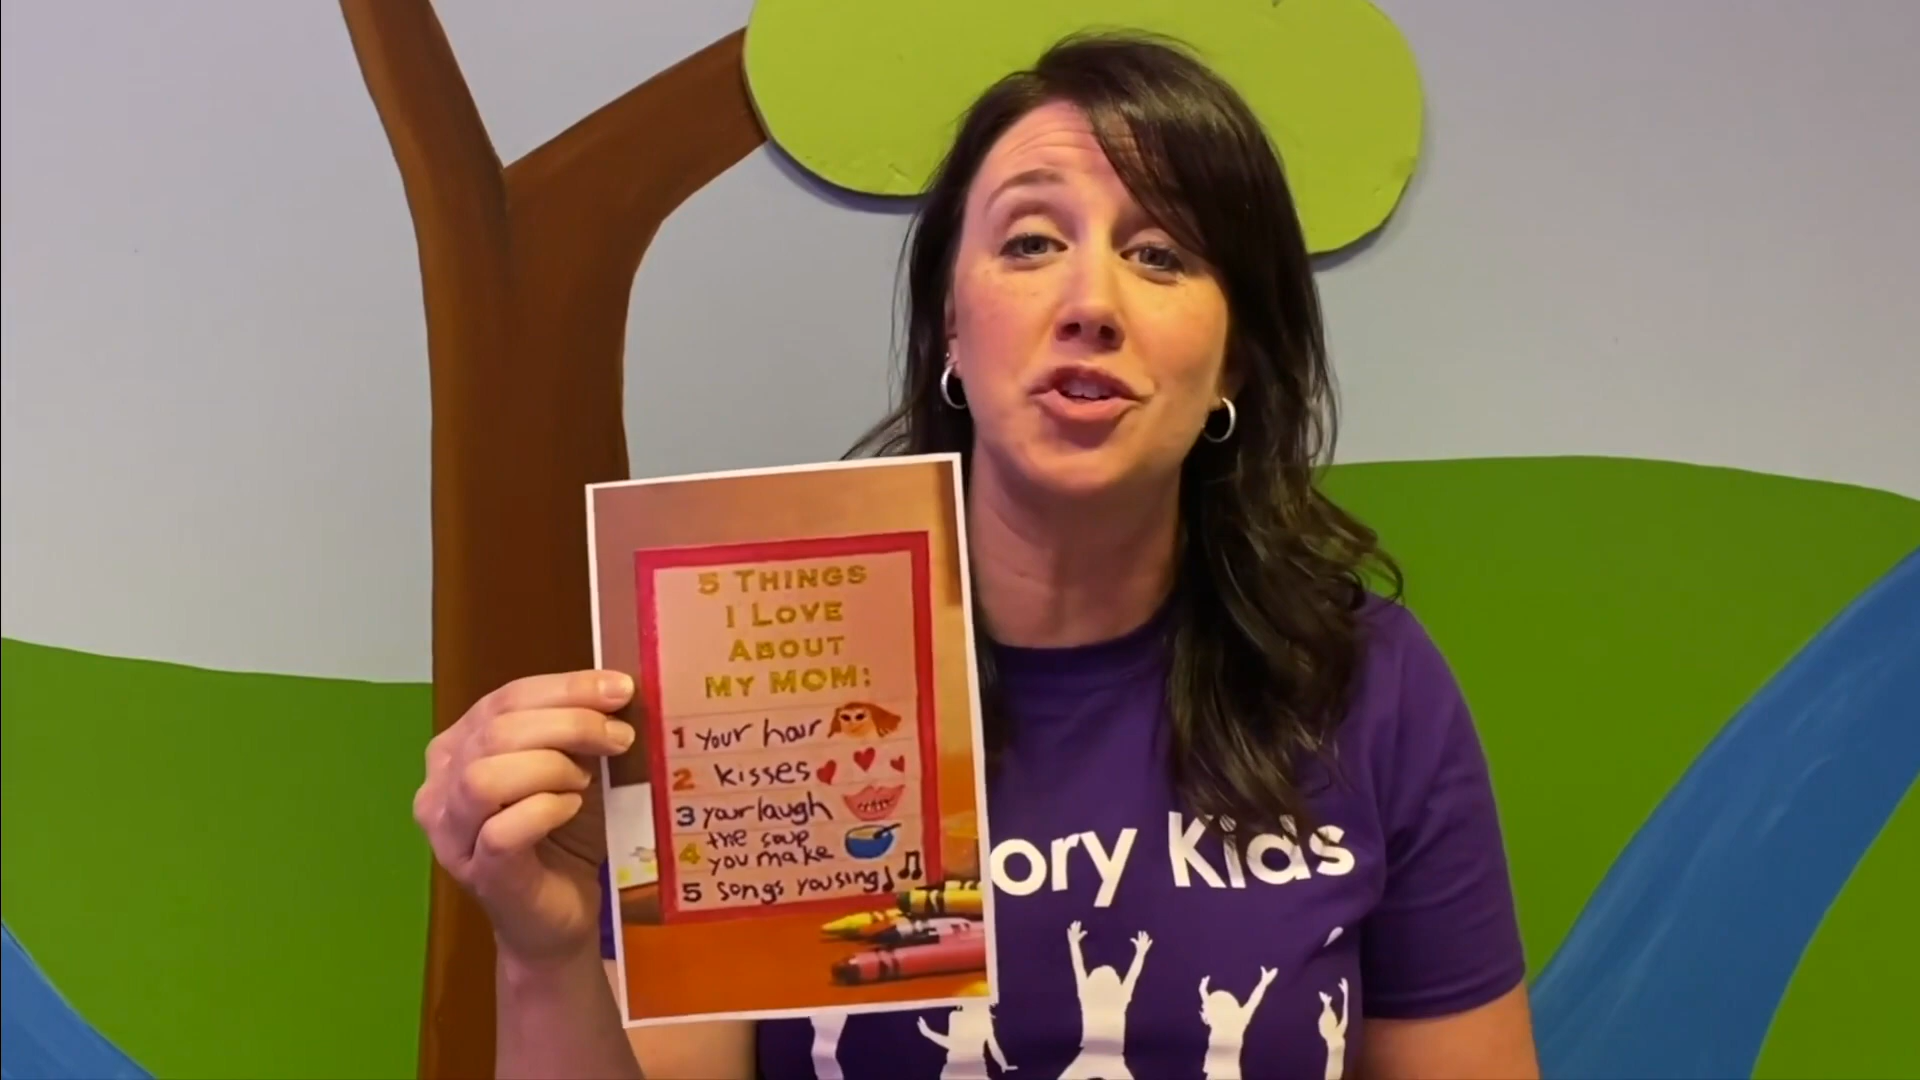 5 THINGS
I LOVE
ABOUT
MY MOM:
1 your hair
2 kisses
3 your laugh
4 the soup
you make
5 songs you sing
ory Kids